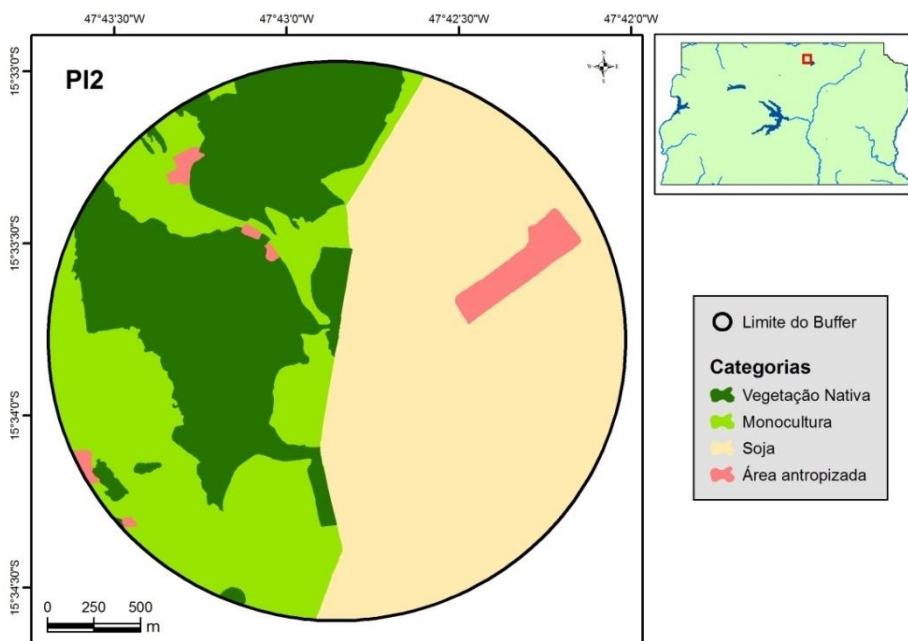 47°43'30"W
47°43'0"W
47°42'30"W
47°42'0"W
PI2
N
W
E
S
15°33'0"S
15°33'30"S
15°34'0"S
15°34'30"S
0 250 500
m
Limite do Buffer
Categorias
Vegetação Nativa
Monocultura
Soja
Área antropizada